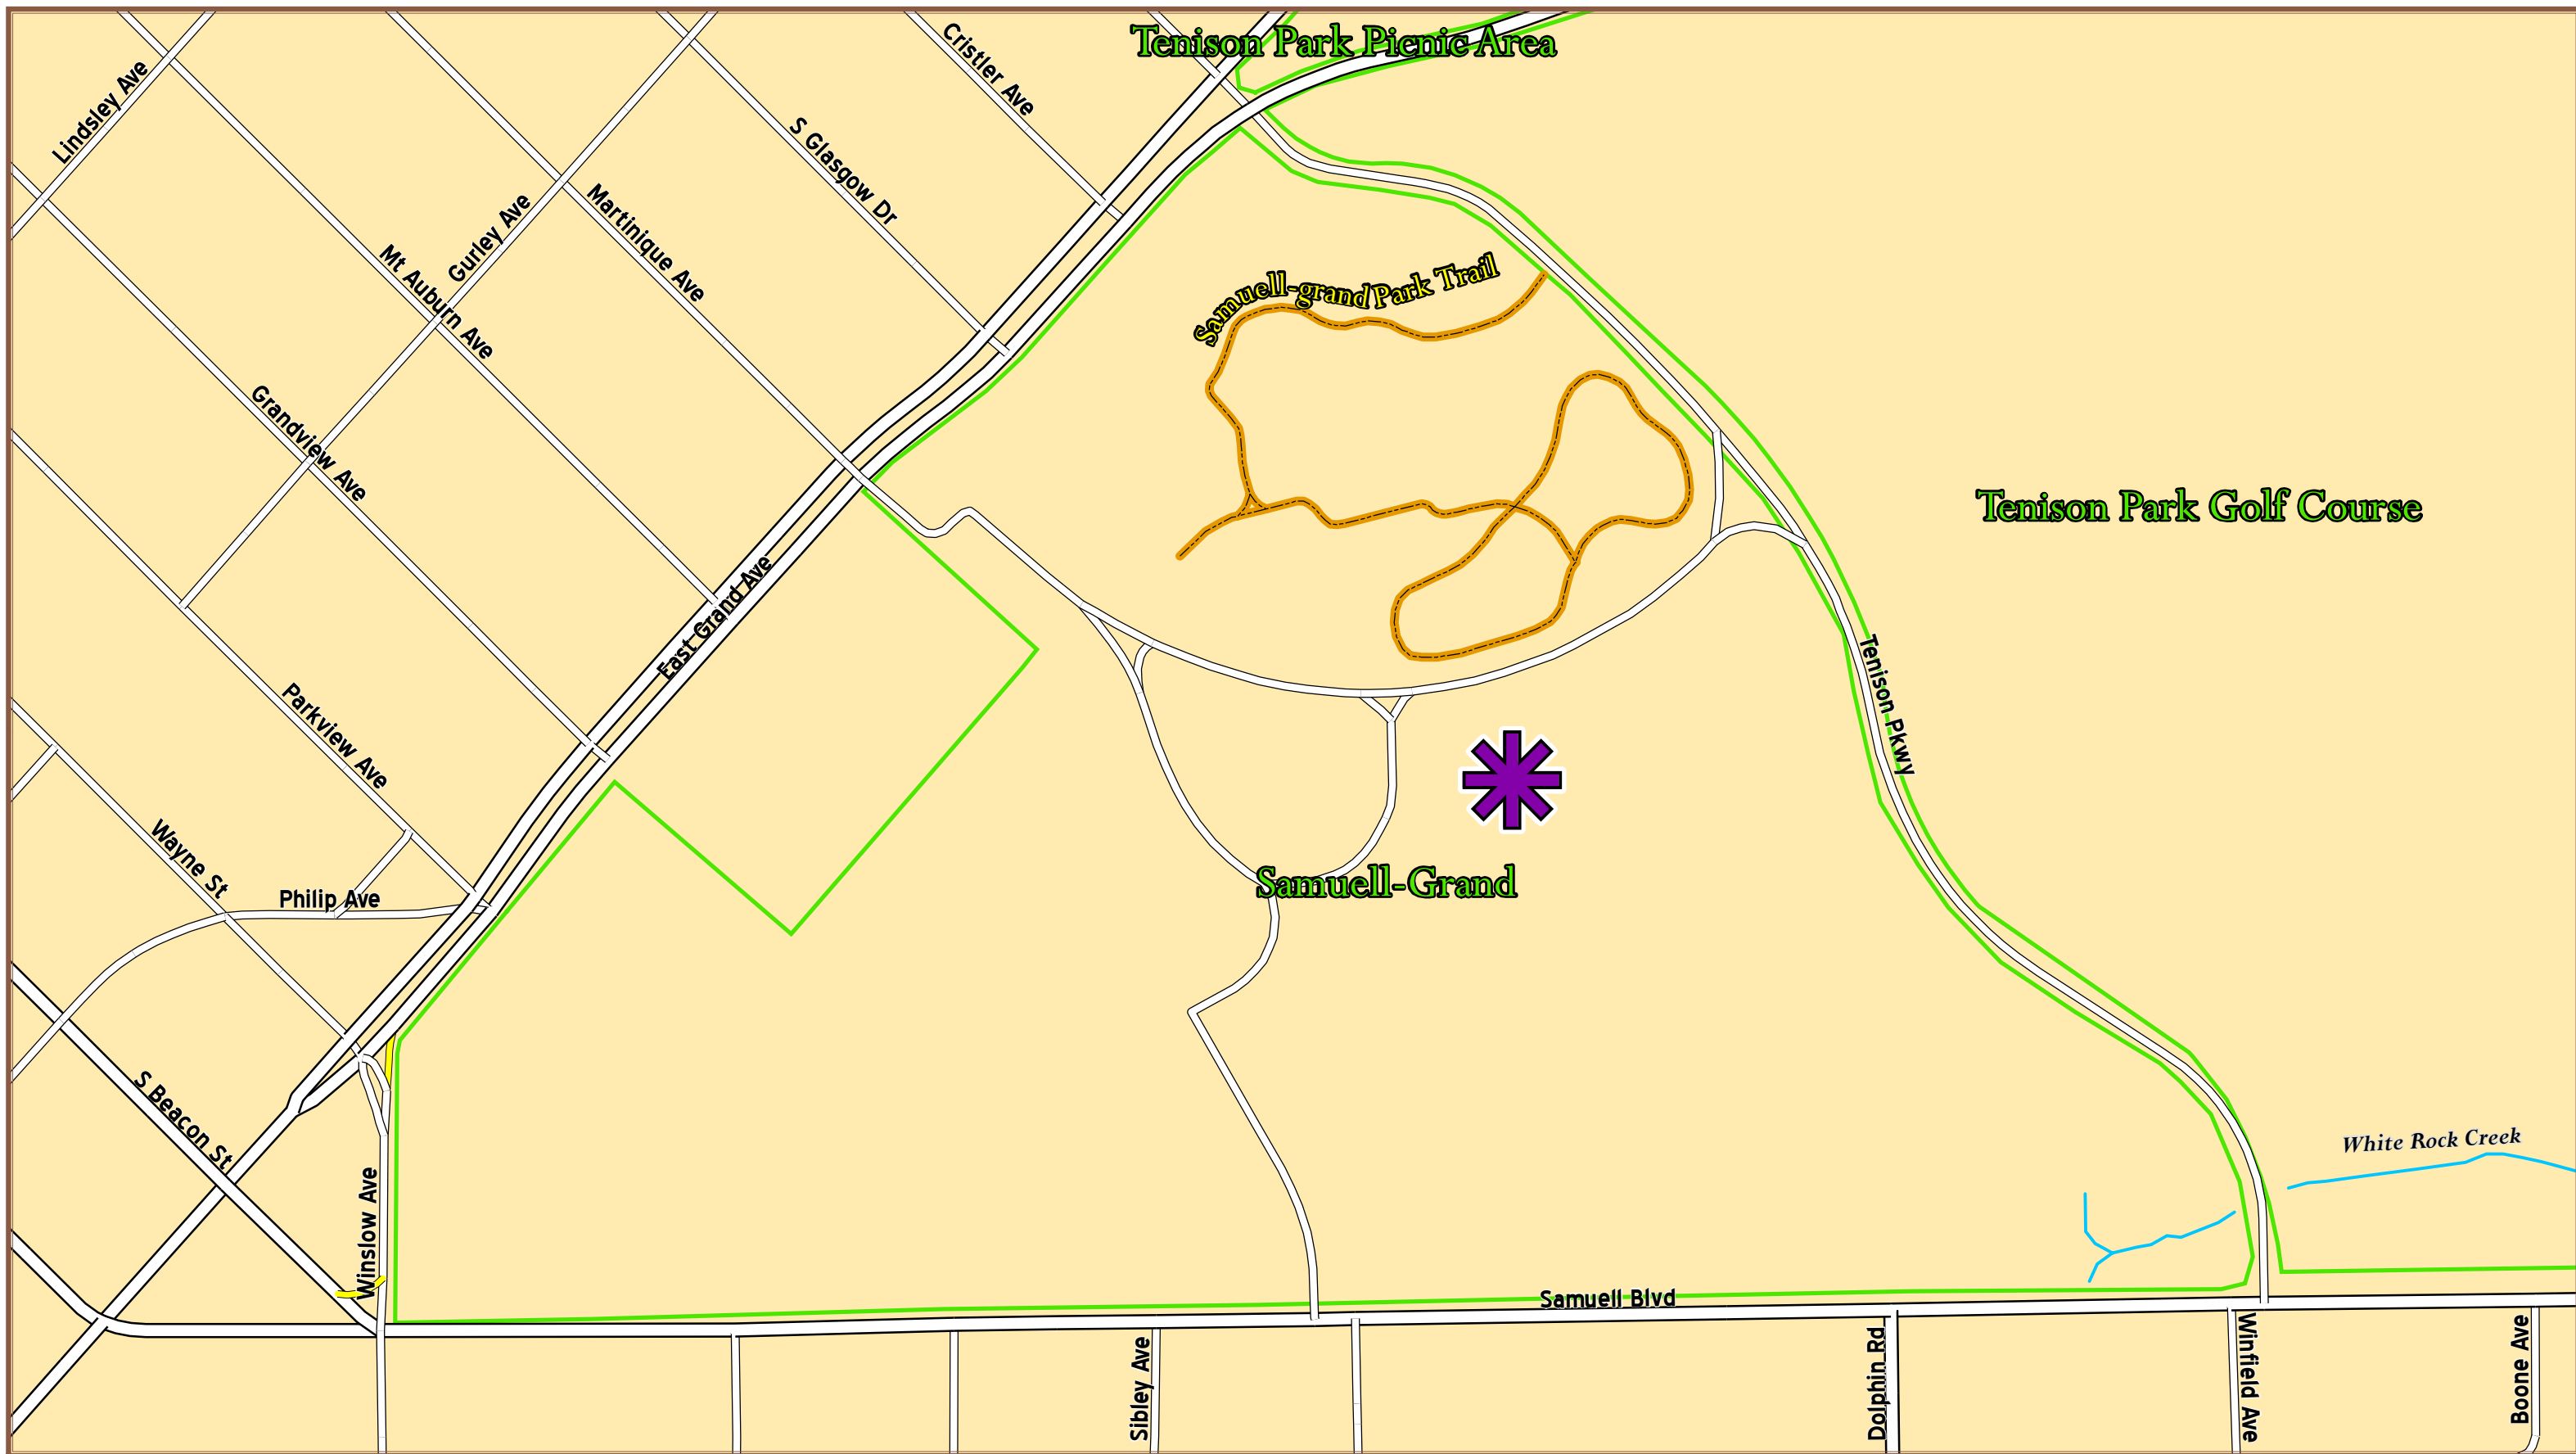 Tenison Park Picnic Area
Cristler Ave
Lindsley Ave
S Glasgow Dr
Martinique Ave
Gurley Ave
Mt Auburn Ave
Samuell-grand Park Trail
Grandview Ave
Tenison Park Golf Course
East Grand Ave
Tenison Pkwy
Parkview Ave
Wayne St
Philip Ave
Samuell-Grand
S Beacon St
White Rock Creek
Winslow Ave
Samuell Blvd
Sibley Ave
Dolphin Rd
Winfield Ave
Boone Ave